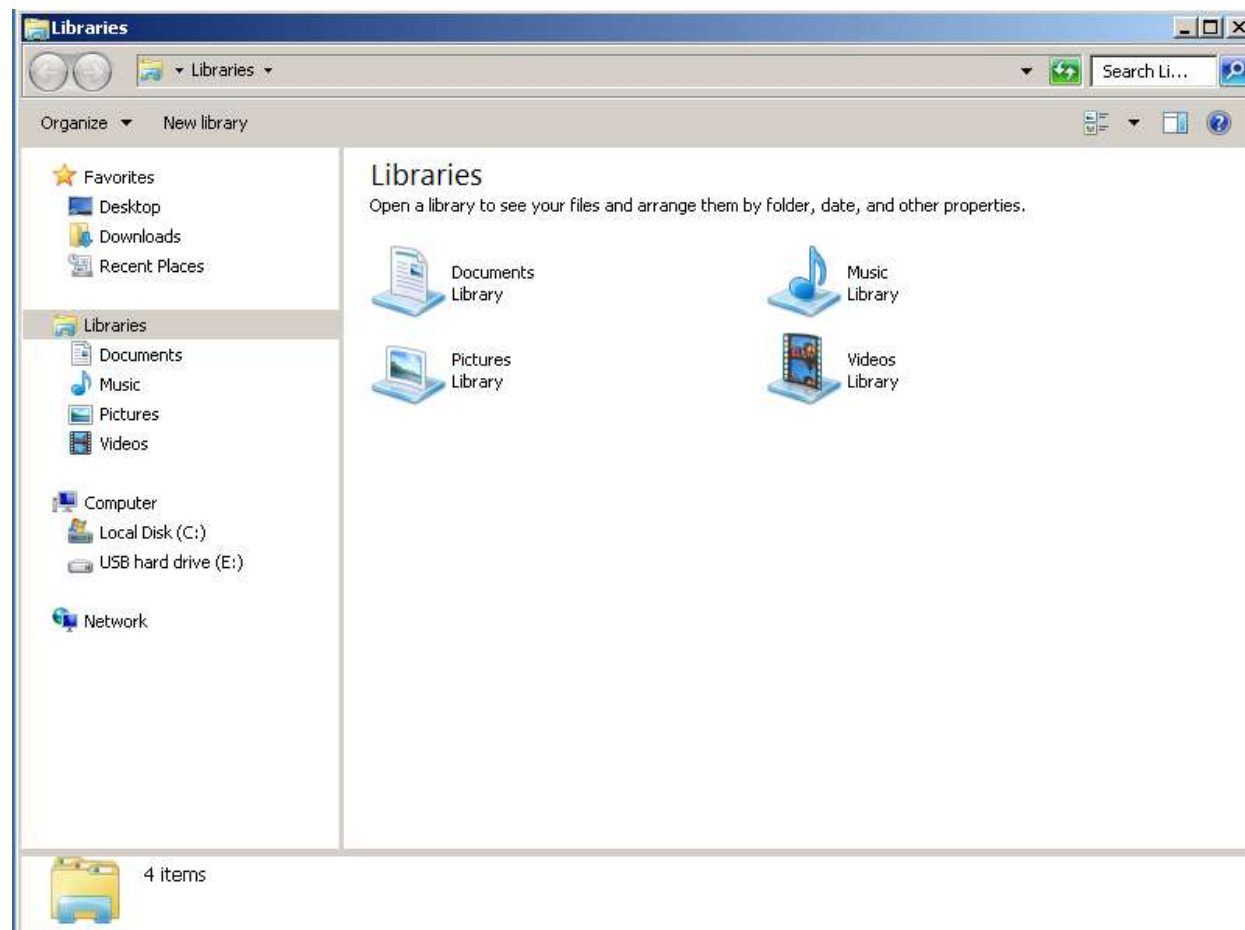 Libraries
Libraries
Search Li...
Organize
New library
Favorites
Desktop
Downloads
Recent Places
Libraries
Documents
Music
Pictures
Videos
Computer
Local Disk (C:)
USB hard drive (E:)
Network
Libraries
Open a library to see your files and arrange them by folder, date, and other properties.
Documents
Library
Music
Library
Pictures
Library
Videos
Library
4 items